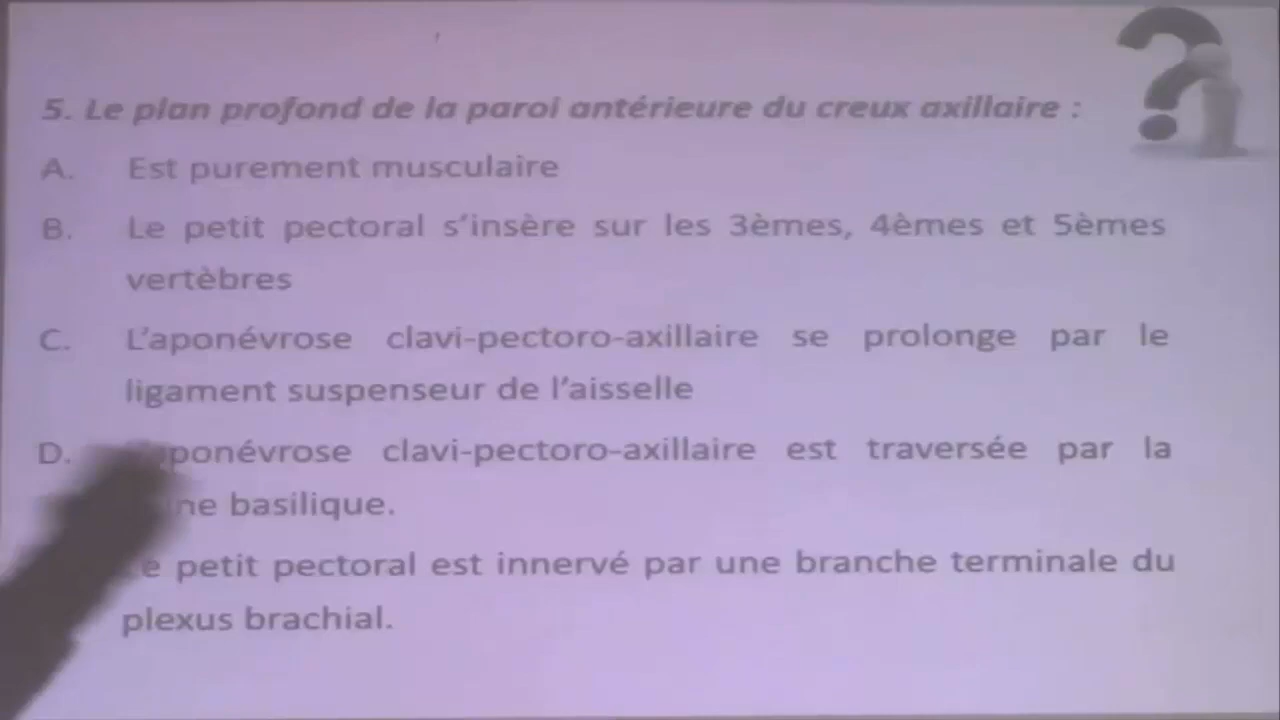 5. Le plan profond de la paroi antérieure du creux axillaire :
A. Est purement musculaire
B. Le petit pectoral s'insère sur les 3èmes, 4èmes et 5èmes
vertèbres
C. L'aponévrose clavi-pectoro-axillaire se prolonge par le
ligament suspenseur de l'aisselle
D. clavi-pectoro-axillaire est traversée par la
basilique.
petit pectoral est innervé par une branche terminale du
plexus brachial.